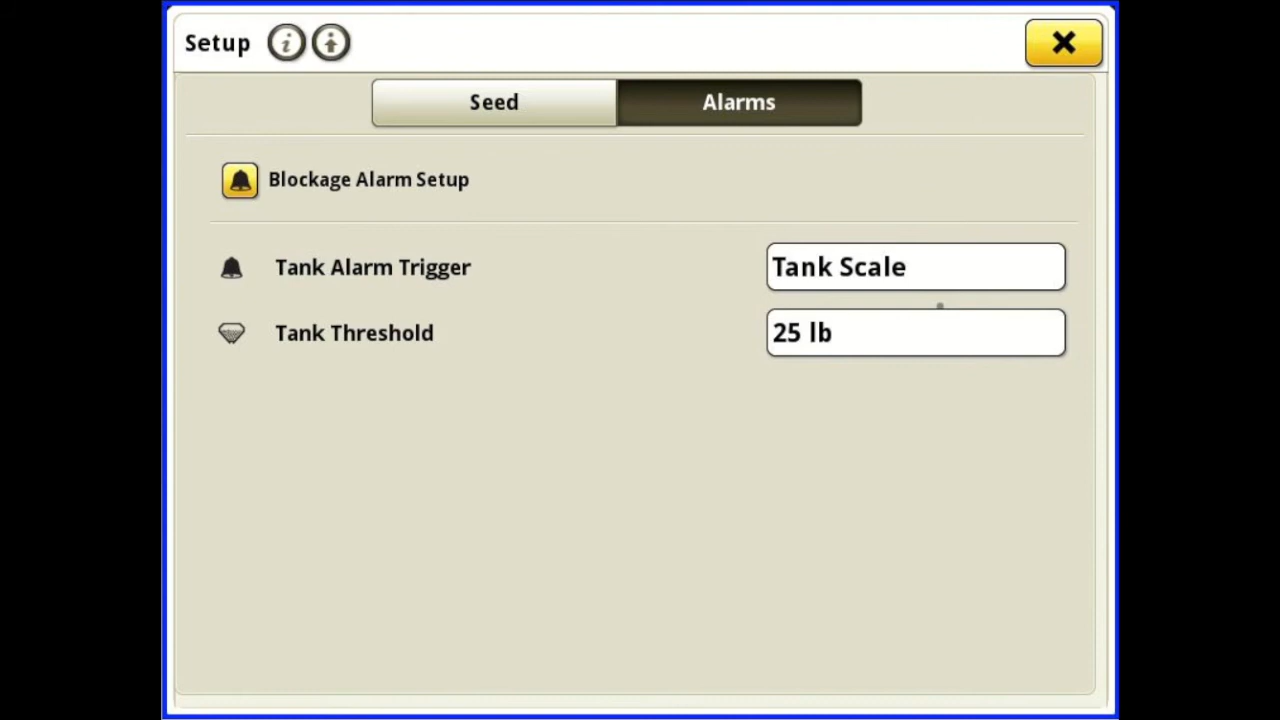 Setup
Seed
Alarms
Blockage Alarm Setup
Tank Alarm Trigger
Tank Scale
Tank Threshold
25 lb